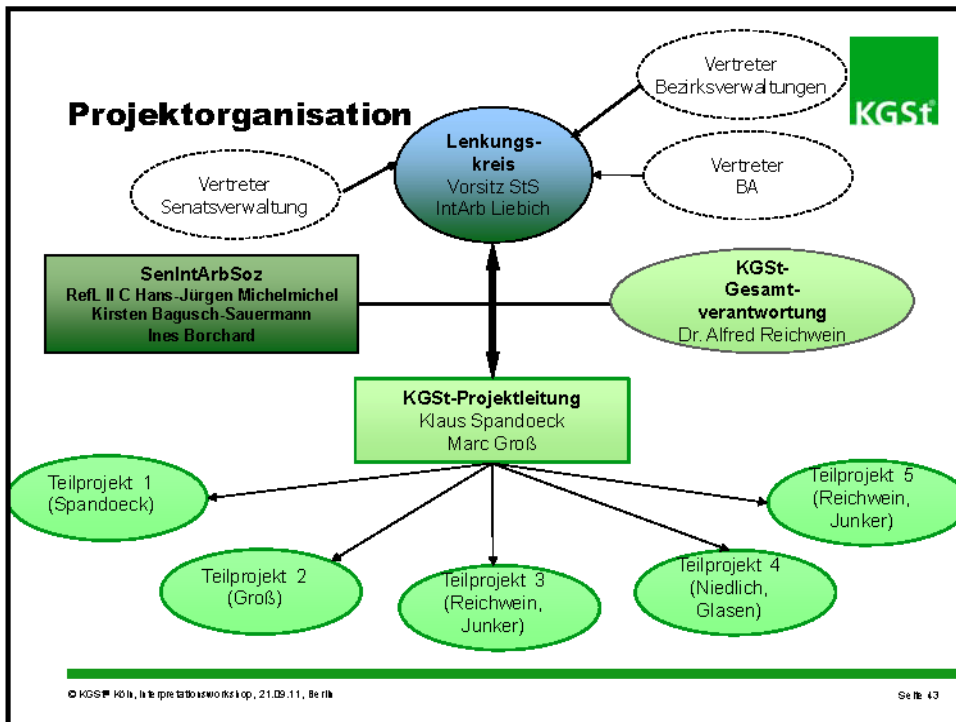 Projektorganisation
Vertreter
Bezirksverwaltungen
KGSt®
Lenkungs-
kreis
Vorsitz StS
IntArb Liebich
Vertreter
Senatsverwaltung
Vertreter
BA
SenIntArbSoz
RefL II C Hans-Jürgen Michelmichel
Kirsten Bagusch-Sauermann
Ines Borchard
KGSt-
Gesamt-
verantwortung
Dr. Alfred Reichwein
KGSt-Projektleitung
Klaus Spandoeck
Marc Groß
Teilprojekt 1
(Spandoeck)
Teilprojekt 2
(Groß)
Teilprojekt 3
(Reichwein,
Junker)
Teilprojekt 4
(Niedlich,
Glasen)
Teilprojekt 5
(Reichwein,
Junker)
© KGSt® Köln, Interpretationsworkshop, 21.09.11, Berlin
Seite 43